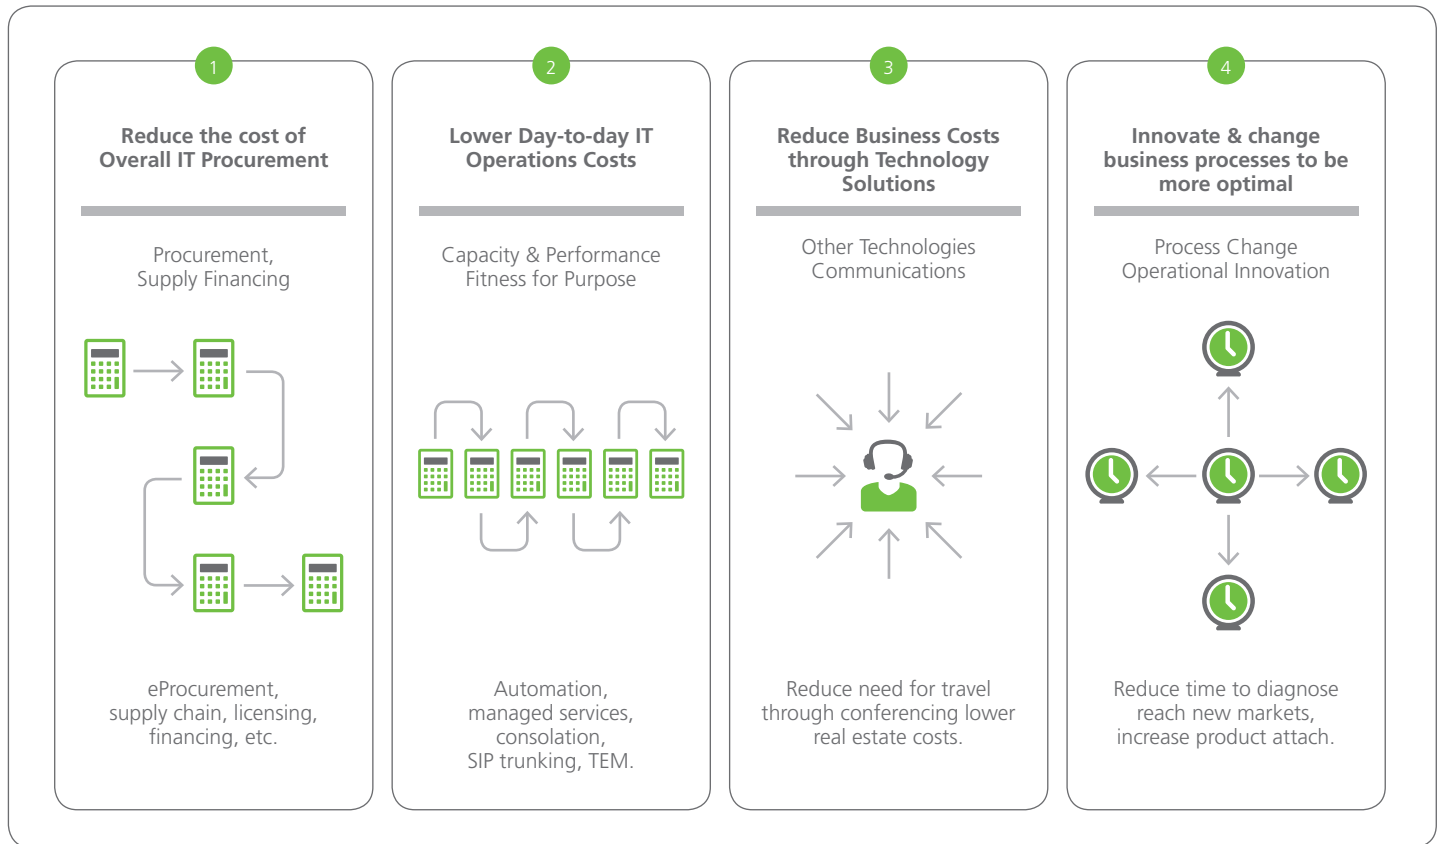 1
Reduce the cost of
Overall IT Procurement
Procurement,
Supply Financing
eProcurement,
supply chain, licensing,
financing, etc.
2
Lower Day-to-day IT
Operations Costs
Capacity & Performance
Fitness for Purpose
Automation,
managed services,
consolation,
SIP trunking, TEM.
3
Reduce Business Costs
through Technology
Solutions
Other Technologies
Communications
Reduce need for travel
through conferencing lower
real estate costs.
4
Innovate & change
business processes to be
more optimal
Process Change
Operational Innovation
Reduce time to diagnose
reach new markets,
increase product attach.